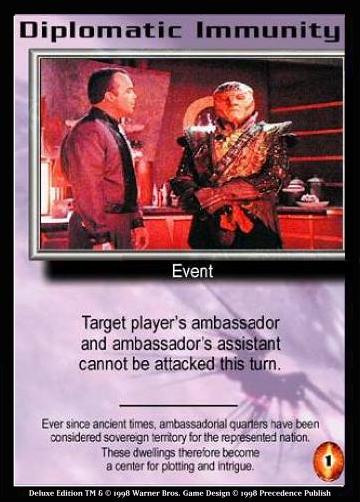 Diplomatic Immunity
Event
Target player's ambassador
and ambassador's assistant
cannot be attacked this turn.
Ever since ancient times, ambassadorial quarters have been
considered sovereign territory for the represented nation.
These dwellings therefore become
a center for plotting and intrigue.
1
Deluxe Edition TM & © 1998 Warner Bros. Game Design © 1998 Precedence Publish